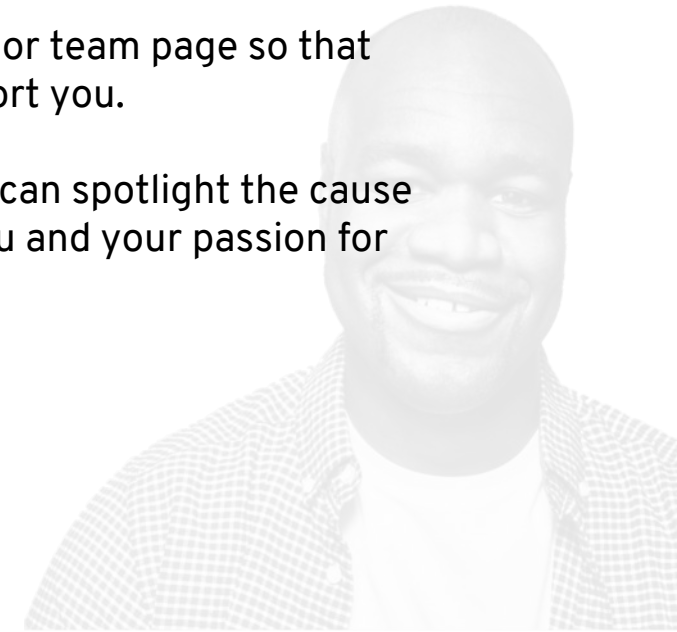 or team page so that
ort you.
can spotlight the cause
u and your passion for